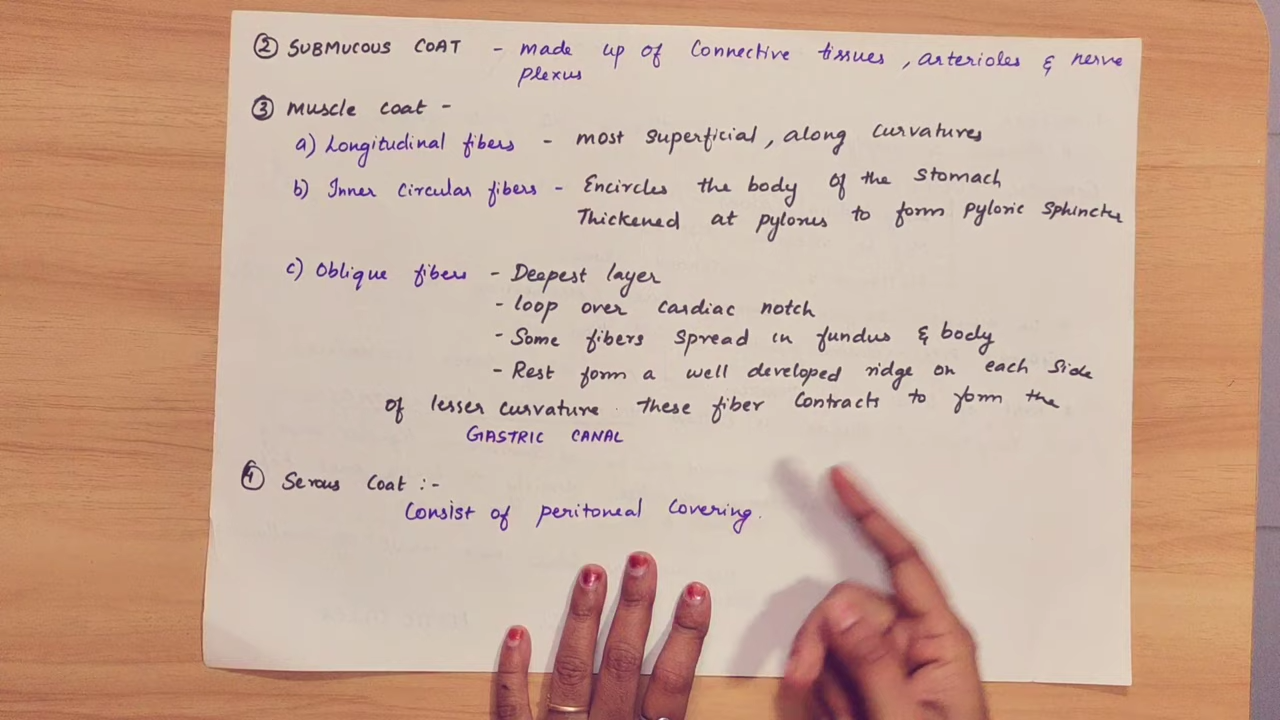 ② SUBMUCOUS COAT - made up of Connective tissues, arterioles & nerve
plexus
③ Muscle coat -
a) Longitudinal fibers - most superficial, along curvatures
b) Inner circular fibers - Encircles the body of the stomach
Thickened at pylorus to form pyloric sphincter
c) Oblique fibers - Deepest layer
- loop over cardiac notch
- Some fibers spread in fundus & body
- Rest form a well developed ridge on each side
of lesser curvature these fiber contracts to form the
GASTRIC CANAL
④ Serous Coat :-
Consist of peritoneal covering.